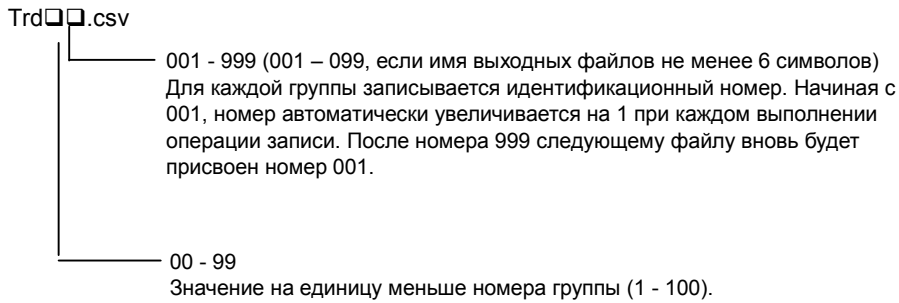 Trd❑❑.csv
001 - 999 (001 – 099, если имя выходных файлов не менее 6 символов)
Для каждой группы записывается идентификационный номер. Начиная с
001, номер автоматически увеличивается на 1 при каждом выполнении
операции записи. После номера 999 следующему файлу вновь будет
присвоен номер 001.
00 - 99
Значение на единицу меньше номера группы (1 - 100).